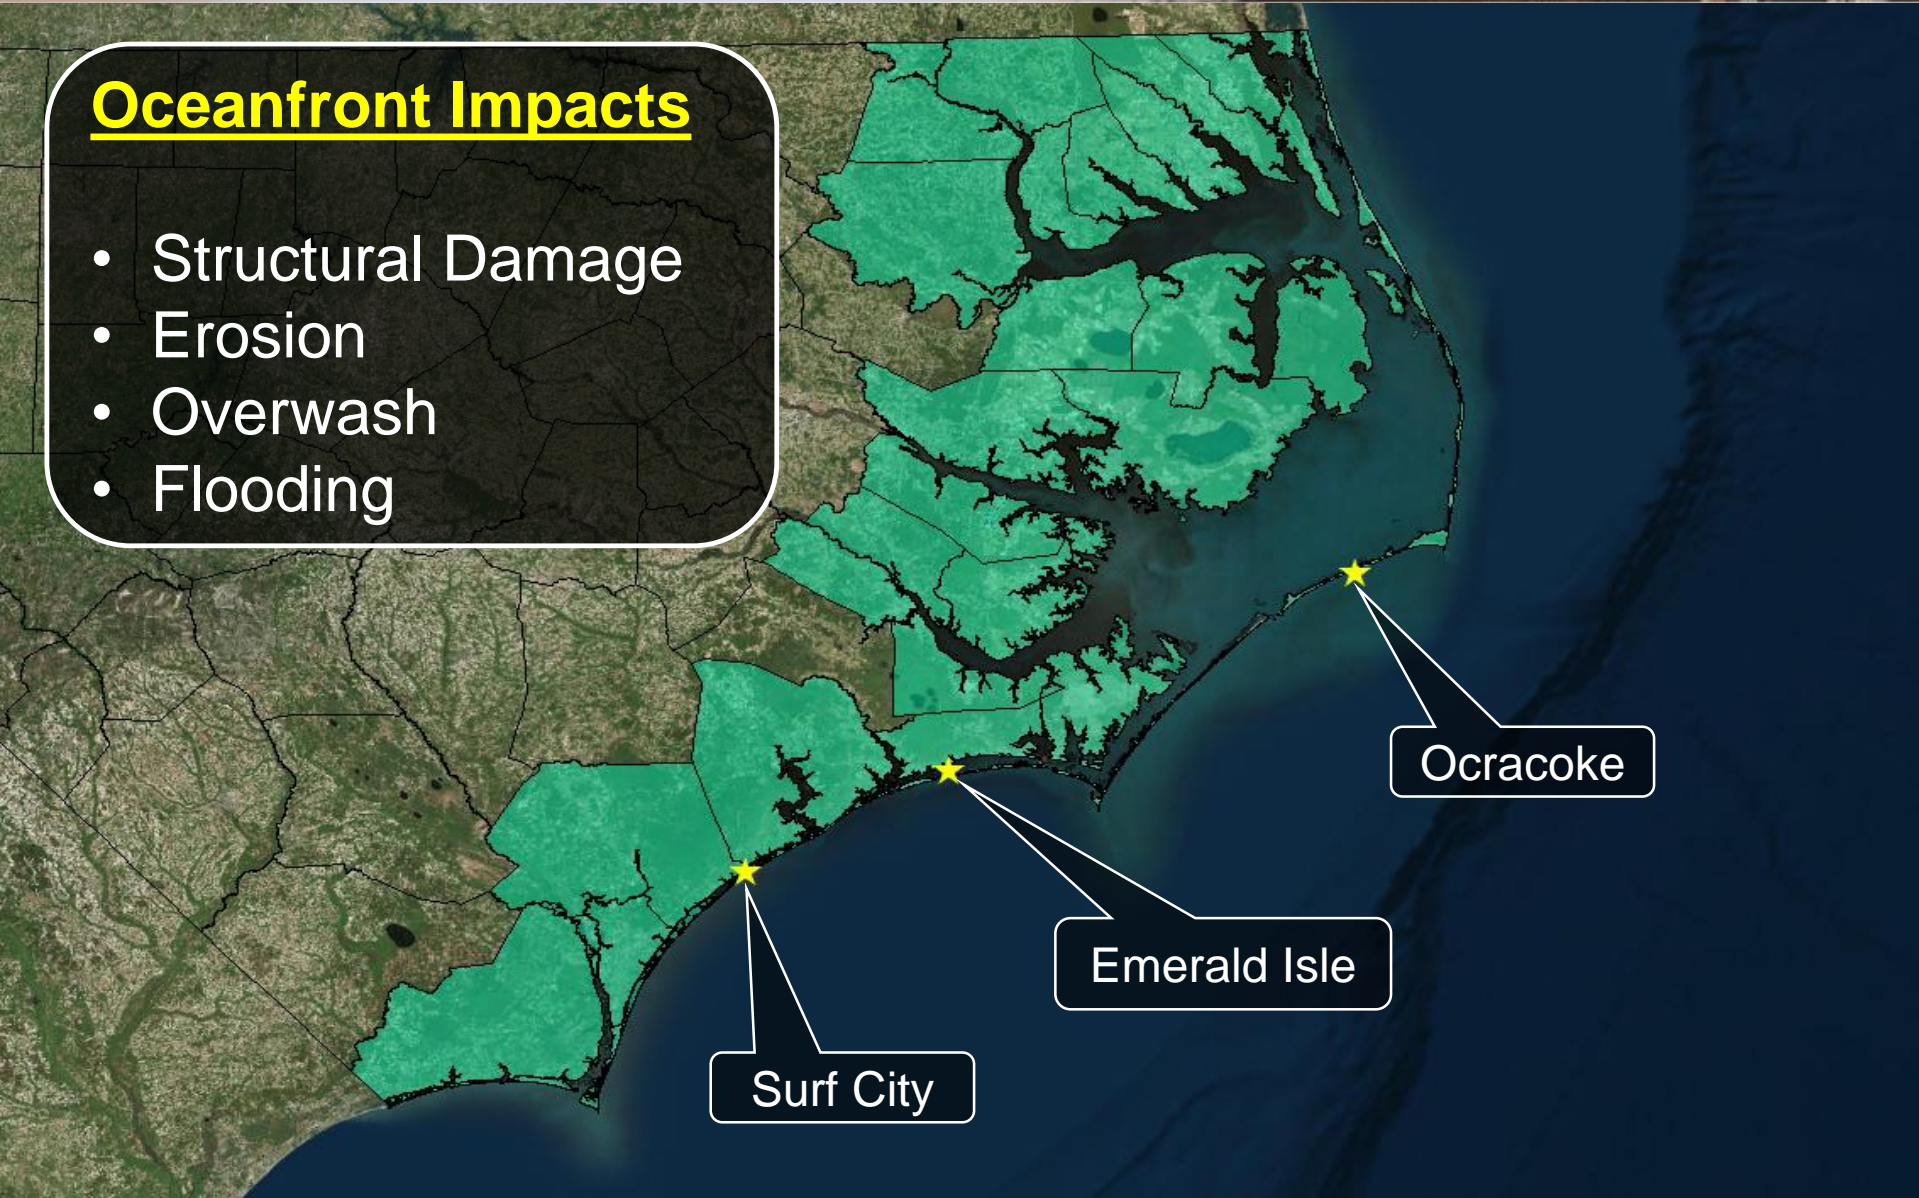 Oceanfront Impacts
• Structural Damage
• Erosion
• Overwash
• Flooding
Ocracoke
Emerald Isle
Surf City